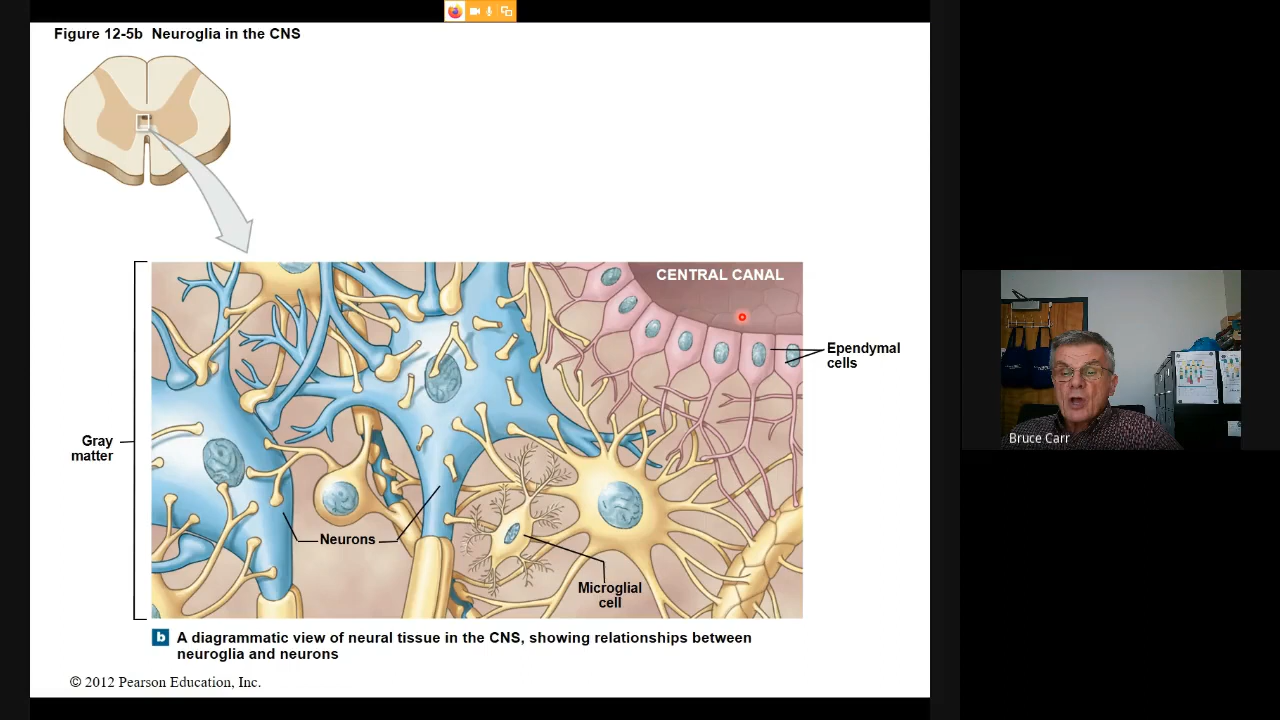 Figure 12-5b Neuroglia in the CNS
CENTRAL CANAL
Ependymal
cells
Gray
matter
Neurons
Microglial
cell
b A diagrammatic view of neural tissue in the CNS, showing relationships between
neuroglia and neurons
© 2012 Pearson Education, Inc.
Bruce Carr